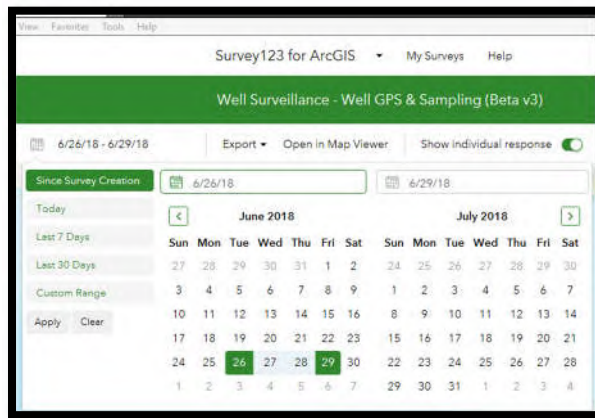 View Favorites Tools Help
Survey123 for ArcGIS My Surveys Help
Well Surveillance - Well GPS & Sampling (Beta v3)
6/26/18 - 6/29/18 Export Open in Map Viewer Show individual response
Since Survey Creation
Today
Last 7 Days
Last 30 Days
Custom Range
Apply Clear
6/26/18
June 2018
Sun Mon Tue Wed Thu Fri Sat
27 28 29 30 31 1 2
3 4 5 6 7 8 9
10 11 12 13 14 15 16
17 18 19 20 21 22 23
24 25 26 27 28 29 30
1 2 3 4 5 6 7
6/29/18
July 2018
Sun Mon Tue Wed Thu Fri Sat
24 25 26 27 28 29 30
1 2 3 4 5 6 7
8 9 10 11 12 13 14
15 16 17 18 19 20 21
22 23 24 25 26 27 28
29 30 31 1 2 3 4